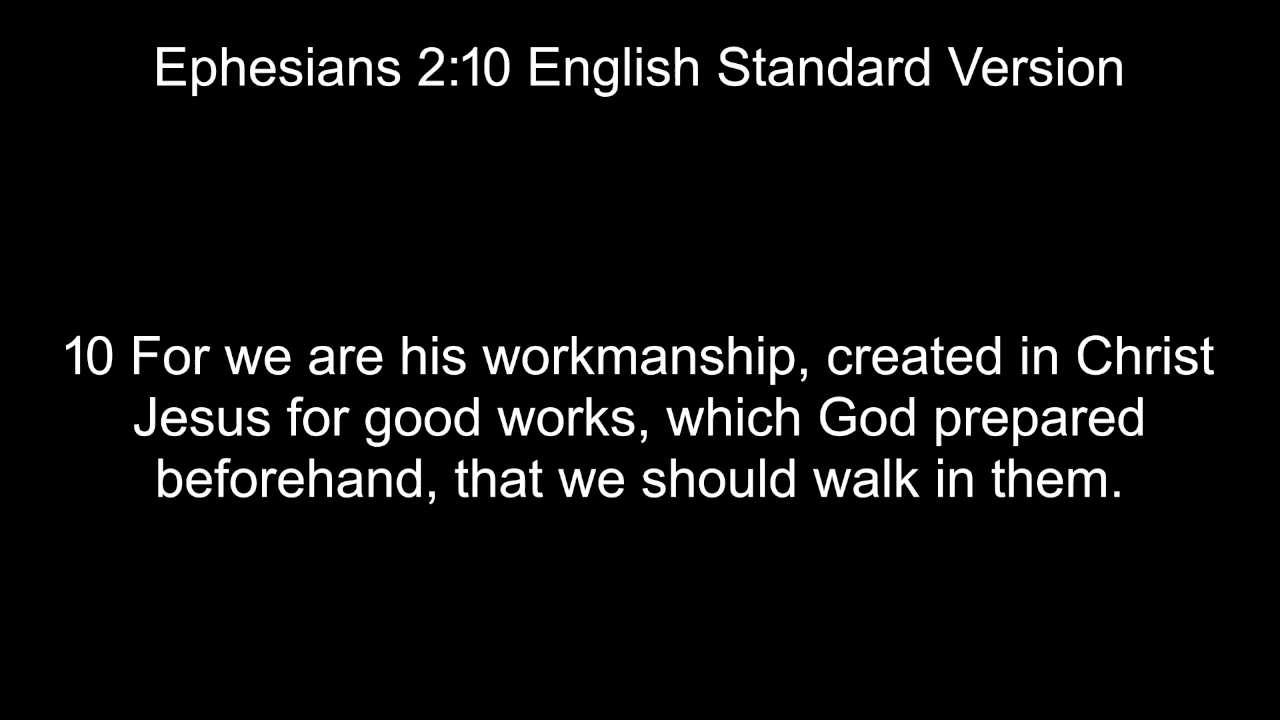 Ephesians 2:10 English Standard Version
10 For we are his workmanship, created in Christ
Jesus for good works, which God prepared
beforehand, that we should walk in them.